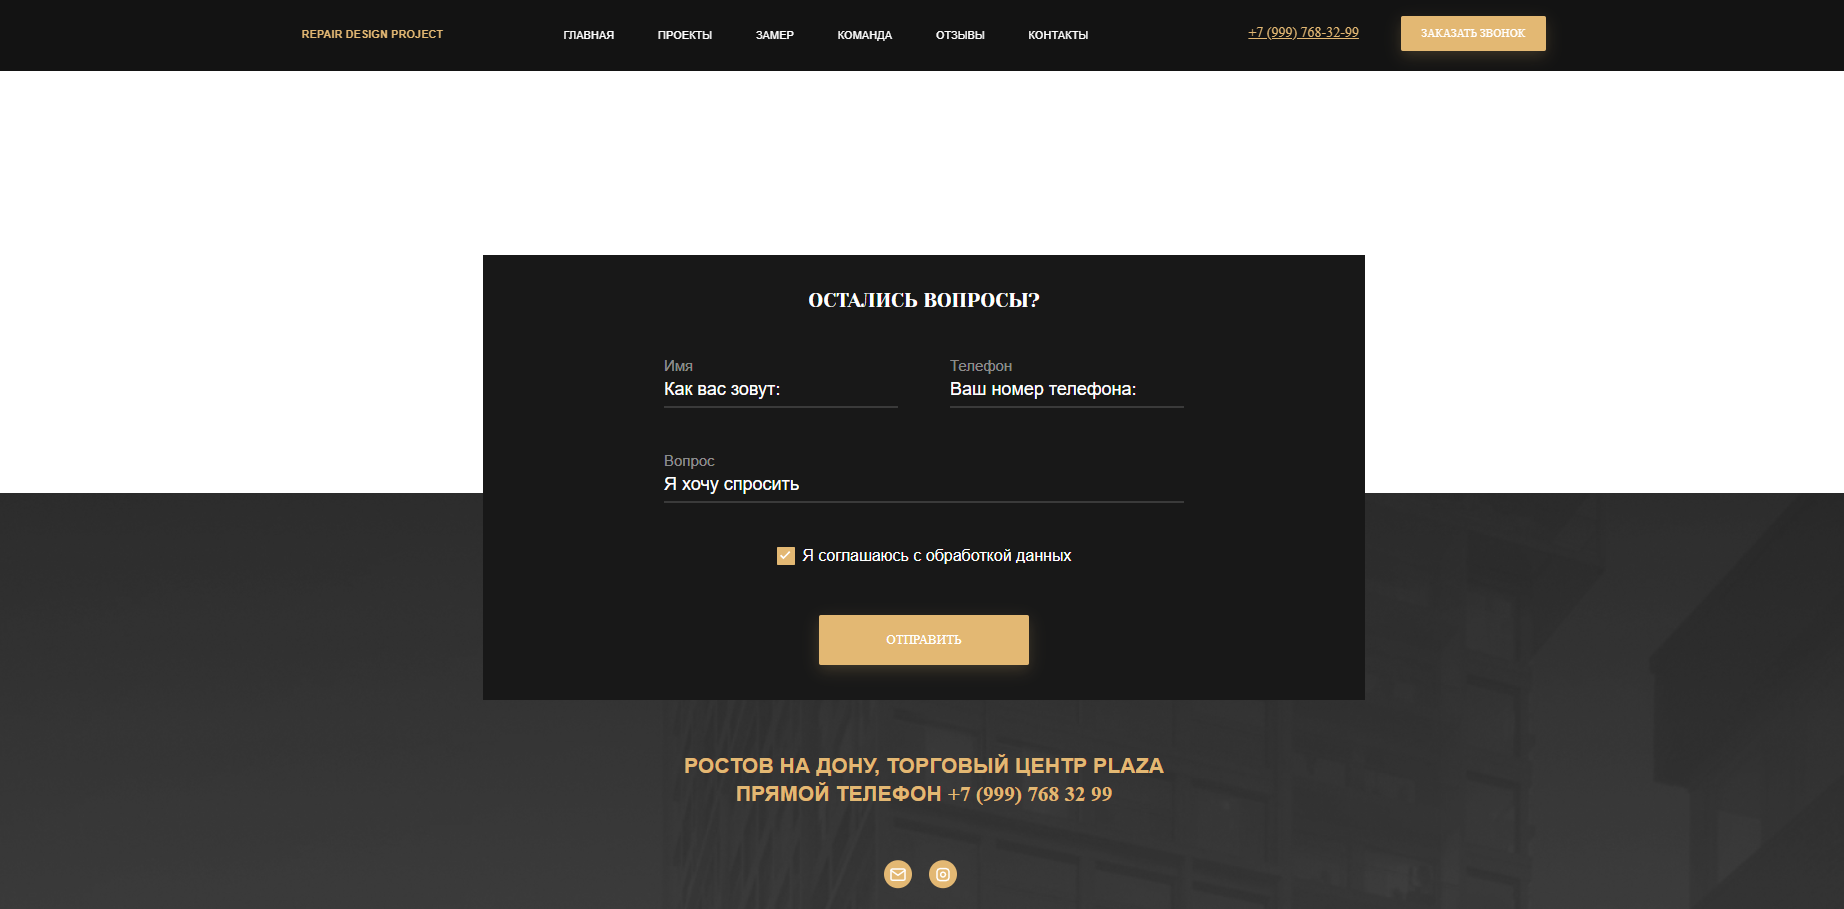 REPAIR DESIGN PROJECT
ГЛАВНАЯ ПРОЕКТЫ ЗАМЕР КОМАНДА ОТЗЫВЫ КОНТАКТЫ
+7 (999) 768-32-99
ЗАКАЗАТЬ ЗВОНОК
ОСТАЛИСЬ ВОПРОСЫ?
Имя
Как вас зовут:
Телефон
Ваш номер телефона:
Вопрос
Я хочу спросить
Я соглашаюсь с обработкой данных
ОТПРАВИТЬ
РОСТОВ НА ДОНУ, ТОРГОВЫЙ ЦЕНТР PLAZA
ПРЯМОЙ ТЕЛЕФОН +7 (999) 768 32 99